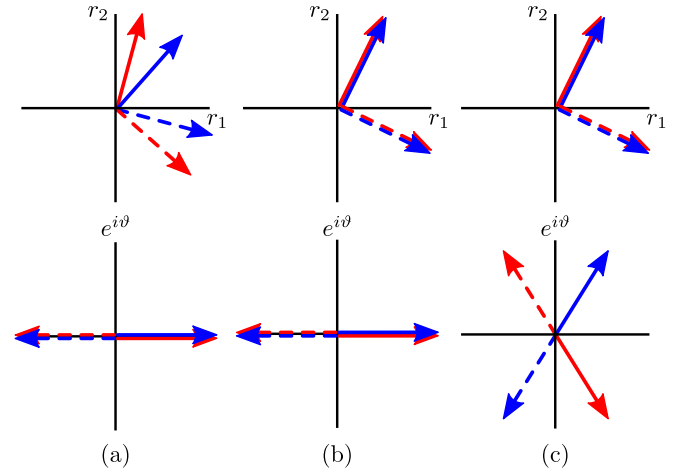 r₂ r₂ r₂
r₁ r₁ r₁
e^{iϑ} e^{iϑ} e^{iϑ}
(a) (b) (c)